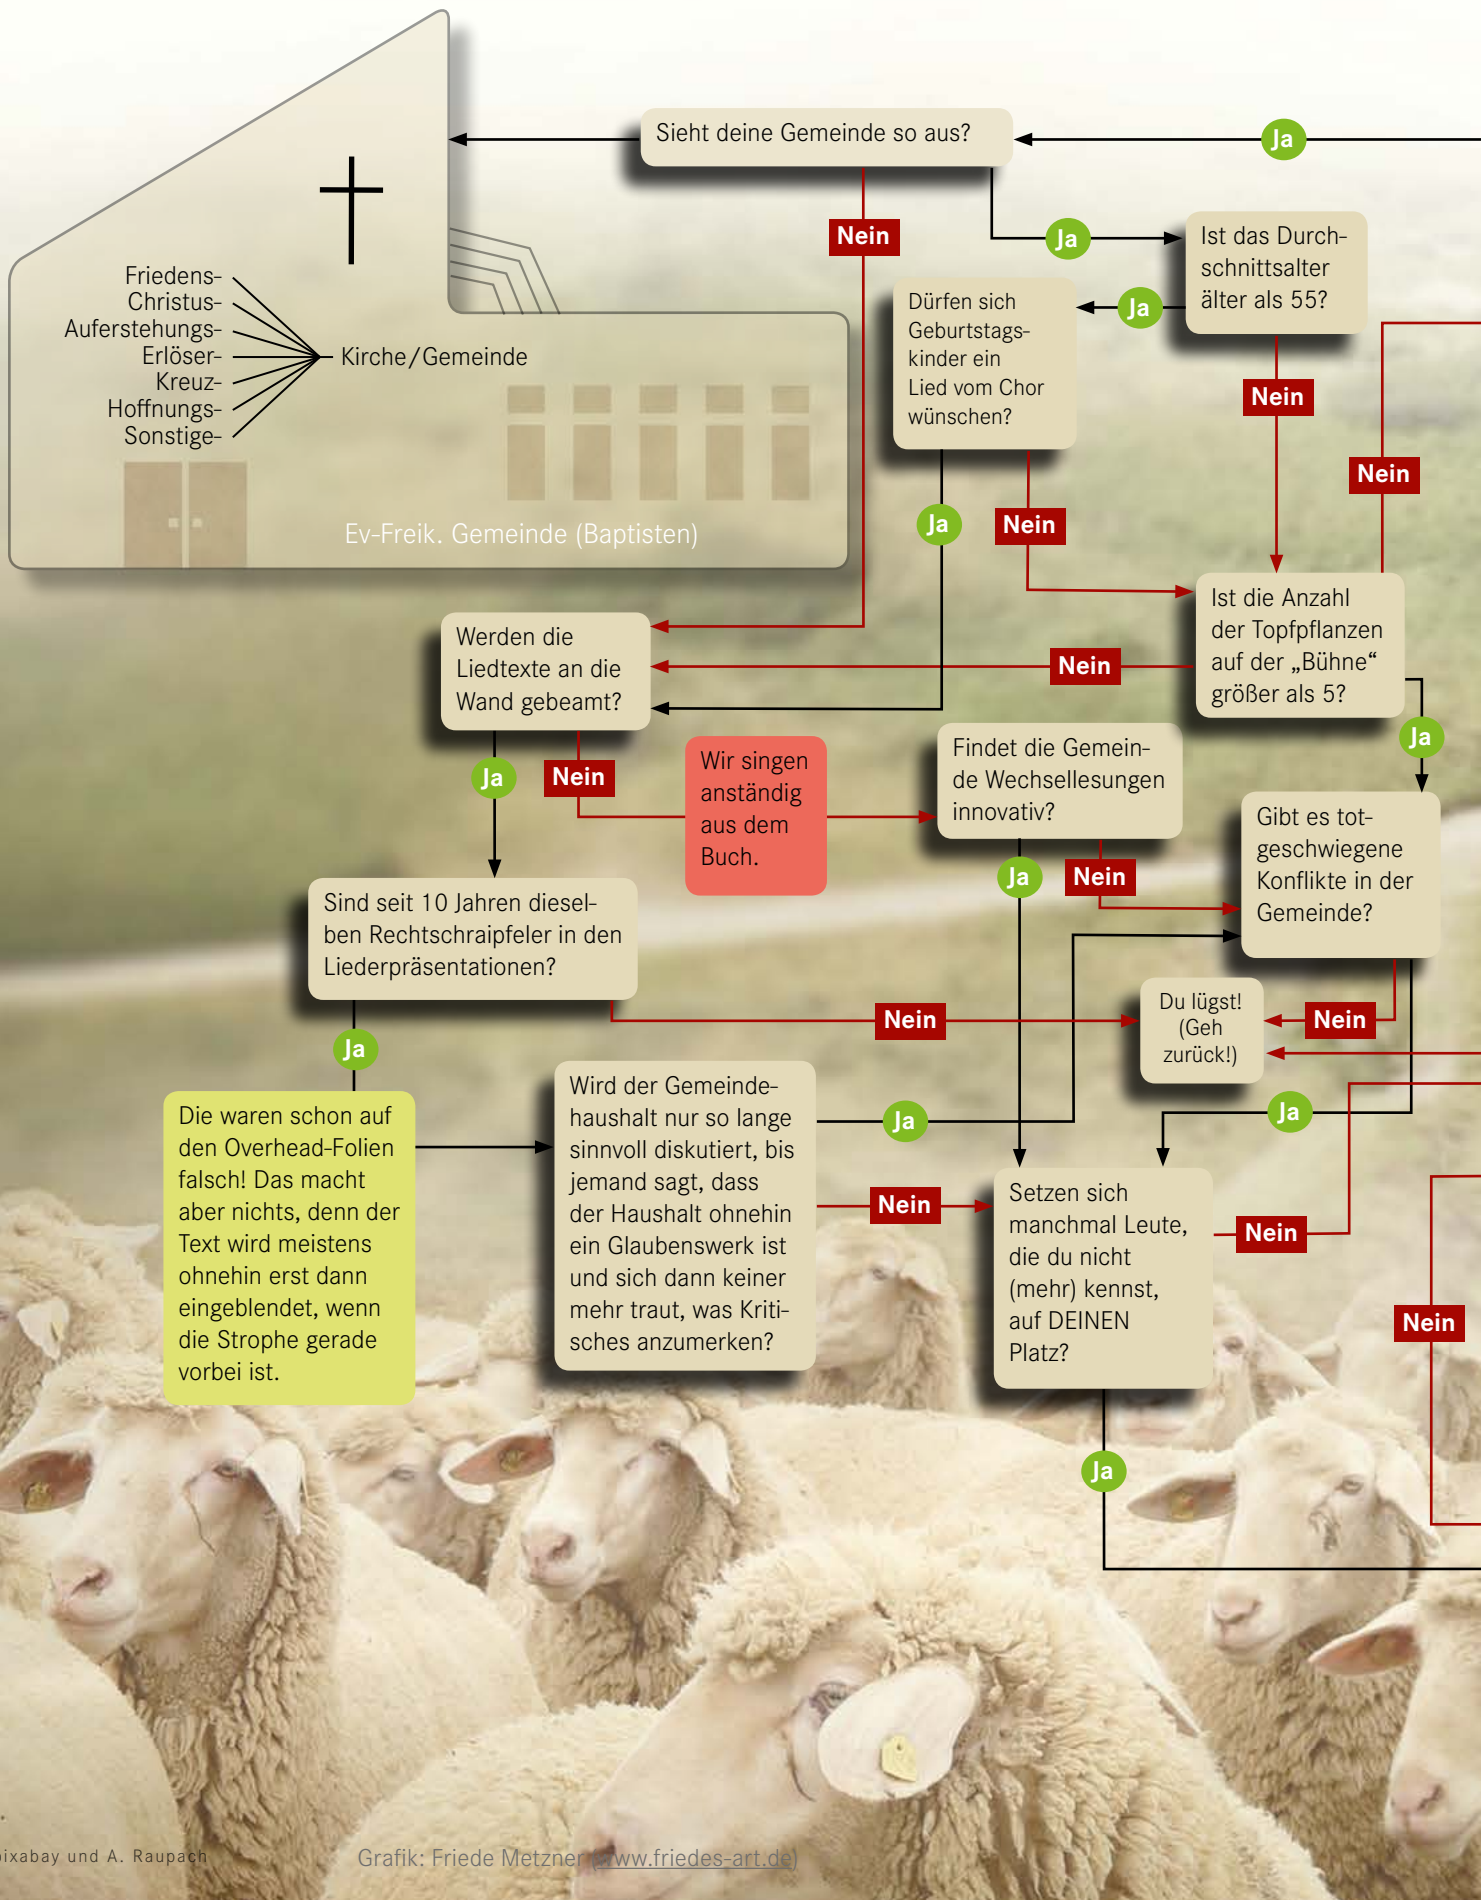 Sieht deine Gemeinde so aus?
Ja
Nein
Ja
Ist das Durch-
schnittsalter
älter als 55?
Ja
Dürfen sich
Geburtstags-
kinder ein
Lied vom Chor
wünschen?
Friedens-
Christus-
Auferstehungs-
Erlöser-
Kreuz-
Hoffnungs-
Sonstige-
Kirche/Gemeinde
Ev-Freik. Gemeinde (Baptisten)
Nein
Nein
Ja
Nein
Ist die Anzahl
der Topfpflanzen
auf der „Bühne“
größer als 5?
Werden die
Liedtexte an die
Wand gebeamt?
Nein
Ja
Ja
Nein
Wir singen
anständig
aus dem
Buch.
Findet die Gemein-
de Wechsellesungen
innovativ?
Gibt es tot-
geschwiegene
Konflikte in der
Gemeinde?
Ja
Nein
Sind seit 10 Jahren diesel-
ben Rechtschraipfeler in den
Liederpräsentationen?
Nein
Du lügst!
(Geh
zurück!)
Nein
Ja
Die waren schon auf
den Overhead-Folien
falsch! Das macht
aber nichts, denn der
Text wird meistens
ohnehin erst dann
eingeblendet, wenn
die Strophe gerade
vorbei ist.
Wird der Gemeinde-
haushalt nur so lange
sinnvoll diskutiert, bis
jemand sagt, dass
der Haushalt ohnehin
ein Glaubenswerk ist
und sich dann keiner
mehr traut, was Kriti-
sches anzumerken?
Ja
Ja
Nein
Setzen sich
manchmal Leute,
die du nicht
(mehr) kennst,
auf DEINEN
Platz?
Nein
Nein
Ja
pixabay und A. Raupach
Grafik: Friede Metzner (www.friedes-art.de)